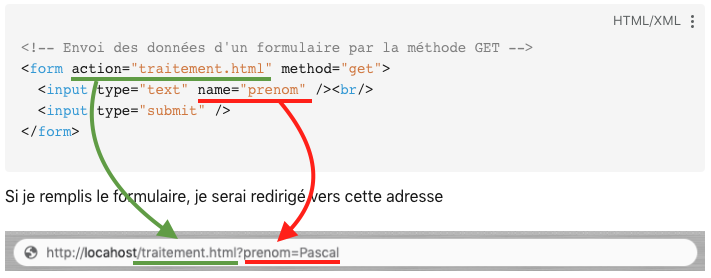 HTML/XML
<!-- Envoi des données d'un formulaire par la méthode GET -->
<form action="traitement.html" method="get">
<input type="text" name="prenom" /><br/>
<input type="submit" />
</form>
Si je remplis le formulaire, je serai redirigé vers cette adresse
http://locahost/traitement.html?prenom=Pascal